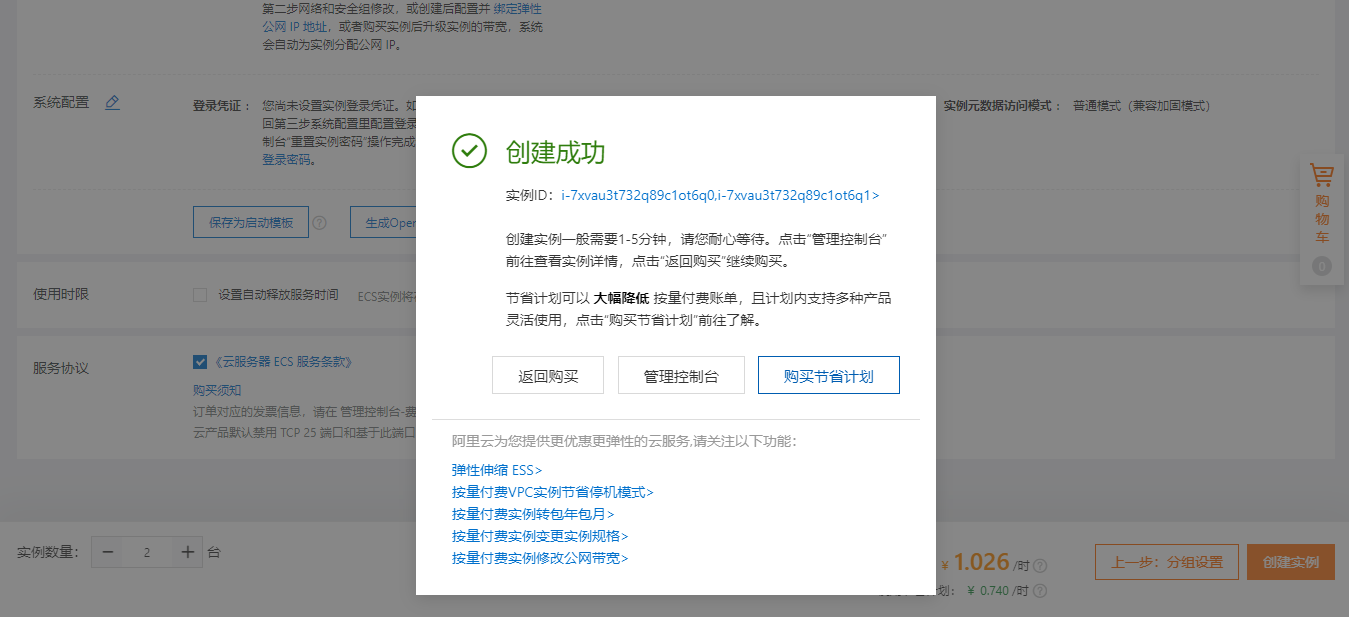 第二步网络和安全组修改，或创建后配置并 绑定弹性
公网 IP 地址，或者购买实例后升级实例的带宽，系统
会自动为实例分配公网 IP。
系统配置
登录凭证： 您尚未设置实例登录凭证。如
回第三步系统配置里配置登录
制台“重置实例密码”操作完成
登录密码。
实例元数据访问模式： 普通模式（兼容加固模式）
保存为启动模板 ? 生成Oper
使用时限
设置自动释放服务时间 ECS实例将在
服务协议
《云服务器 ECS 服务条款》
购买须知
订单对应的发票信息，请在 管理控制台-费
云产品默认禁用 TCP 25 端口和基于此端口
创建成功
实例ID：i-7xvau3t732q89c1ot6q0,i-7xvau3t732q89c1ot6q1>
创建实例一般需要1-5分钟，请您耐心等待。点击“管理控制台”
前往查看实例详情，点击“返回购买”继续购买。
节省计划可以 大幅降低 按量付费账单，且计划内支持多种产品
灵活使用，点击“购买节省计划”前往了解。
返回购买 管理控制台 购买节省计划
阿里云为您提供更优惠更弹性的云服务,请关注以下功能：
弹性伸缩 ESS>
按量付费VPC实例节省停机模式>
按量付费实例转包年包月>
按量付费实例变更实例规格>
按量付费实例修改公网带宽>
购
物
车
0
实例数量： − 2 + 台
¥ 1.026 /时 ?
划： ¥ 0.740 /时 ?
上一步：分组设置 创建实例